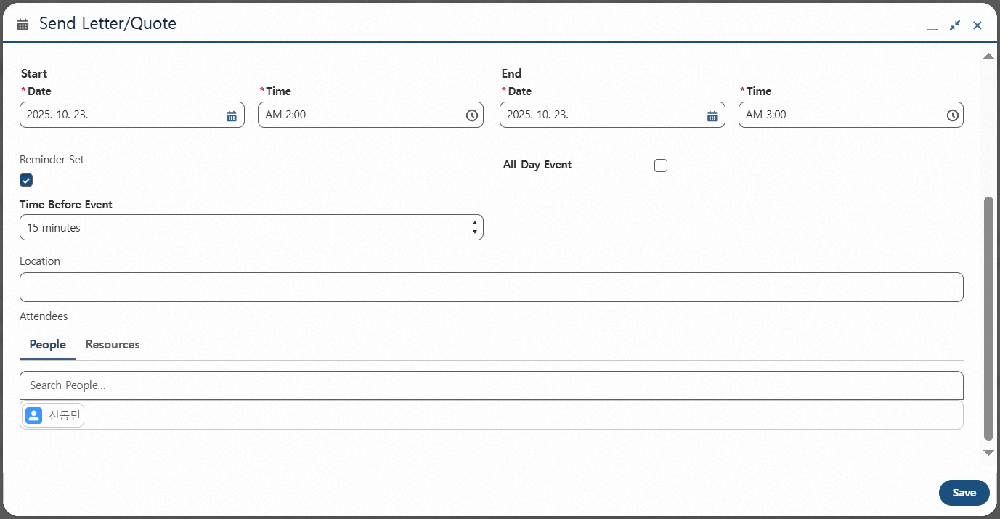 Send Letter/Quote
Start
End
*Date
*Time
*Date
*Time
2025. 10. 23.
AM 2:00
2025. 10. 23.
AM 3:00
Reminder Set
All-Day Event
Time Before Event
15 minutes
Location
Attendees
People
Resources
Search People...
신동민
Save